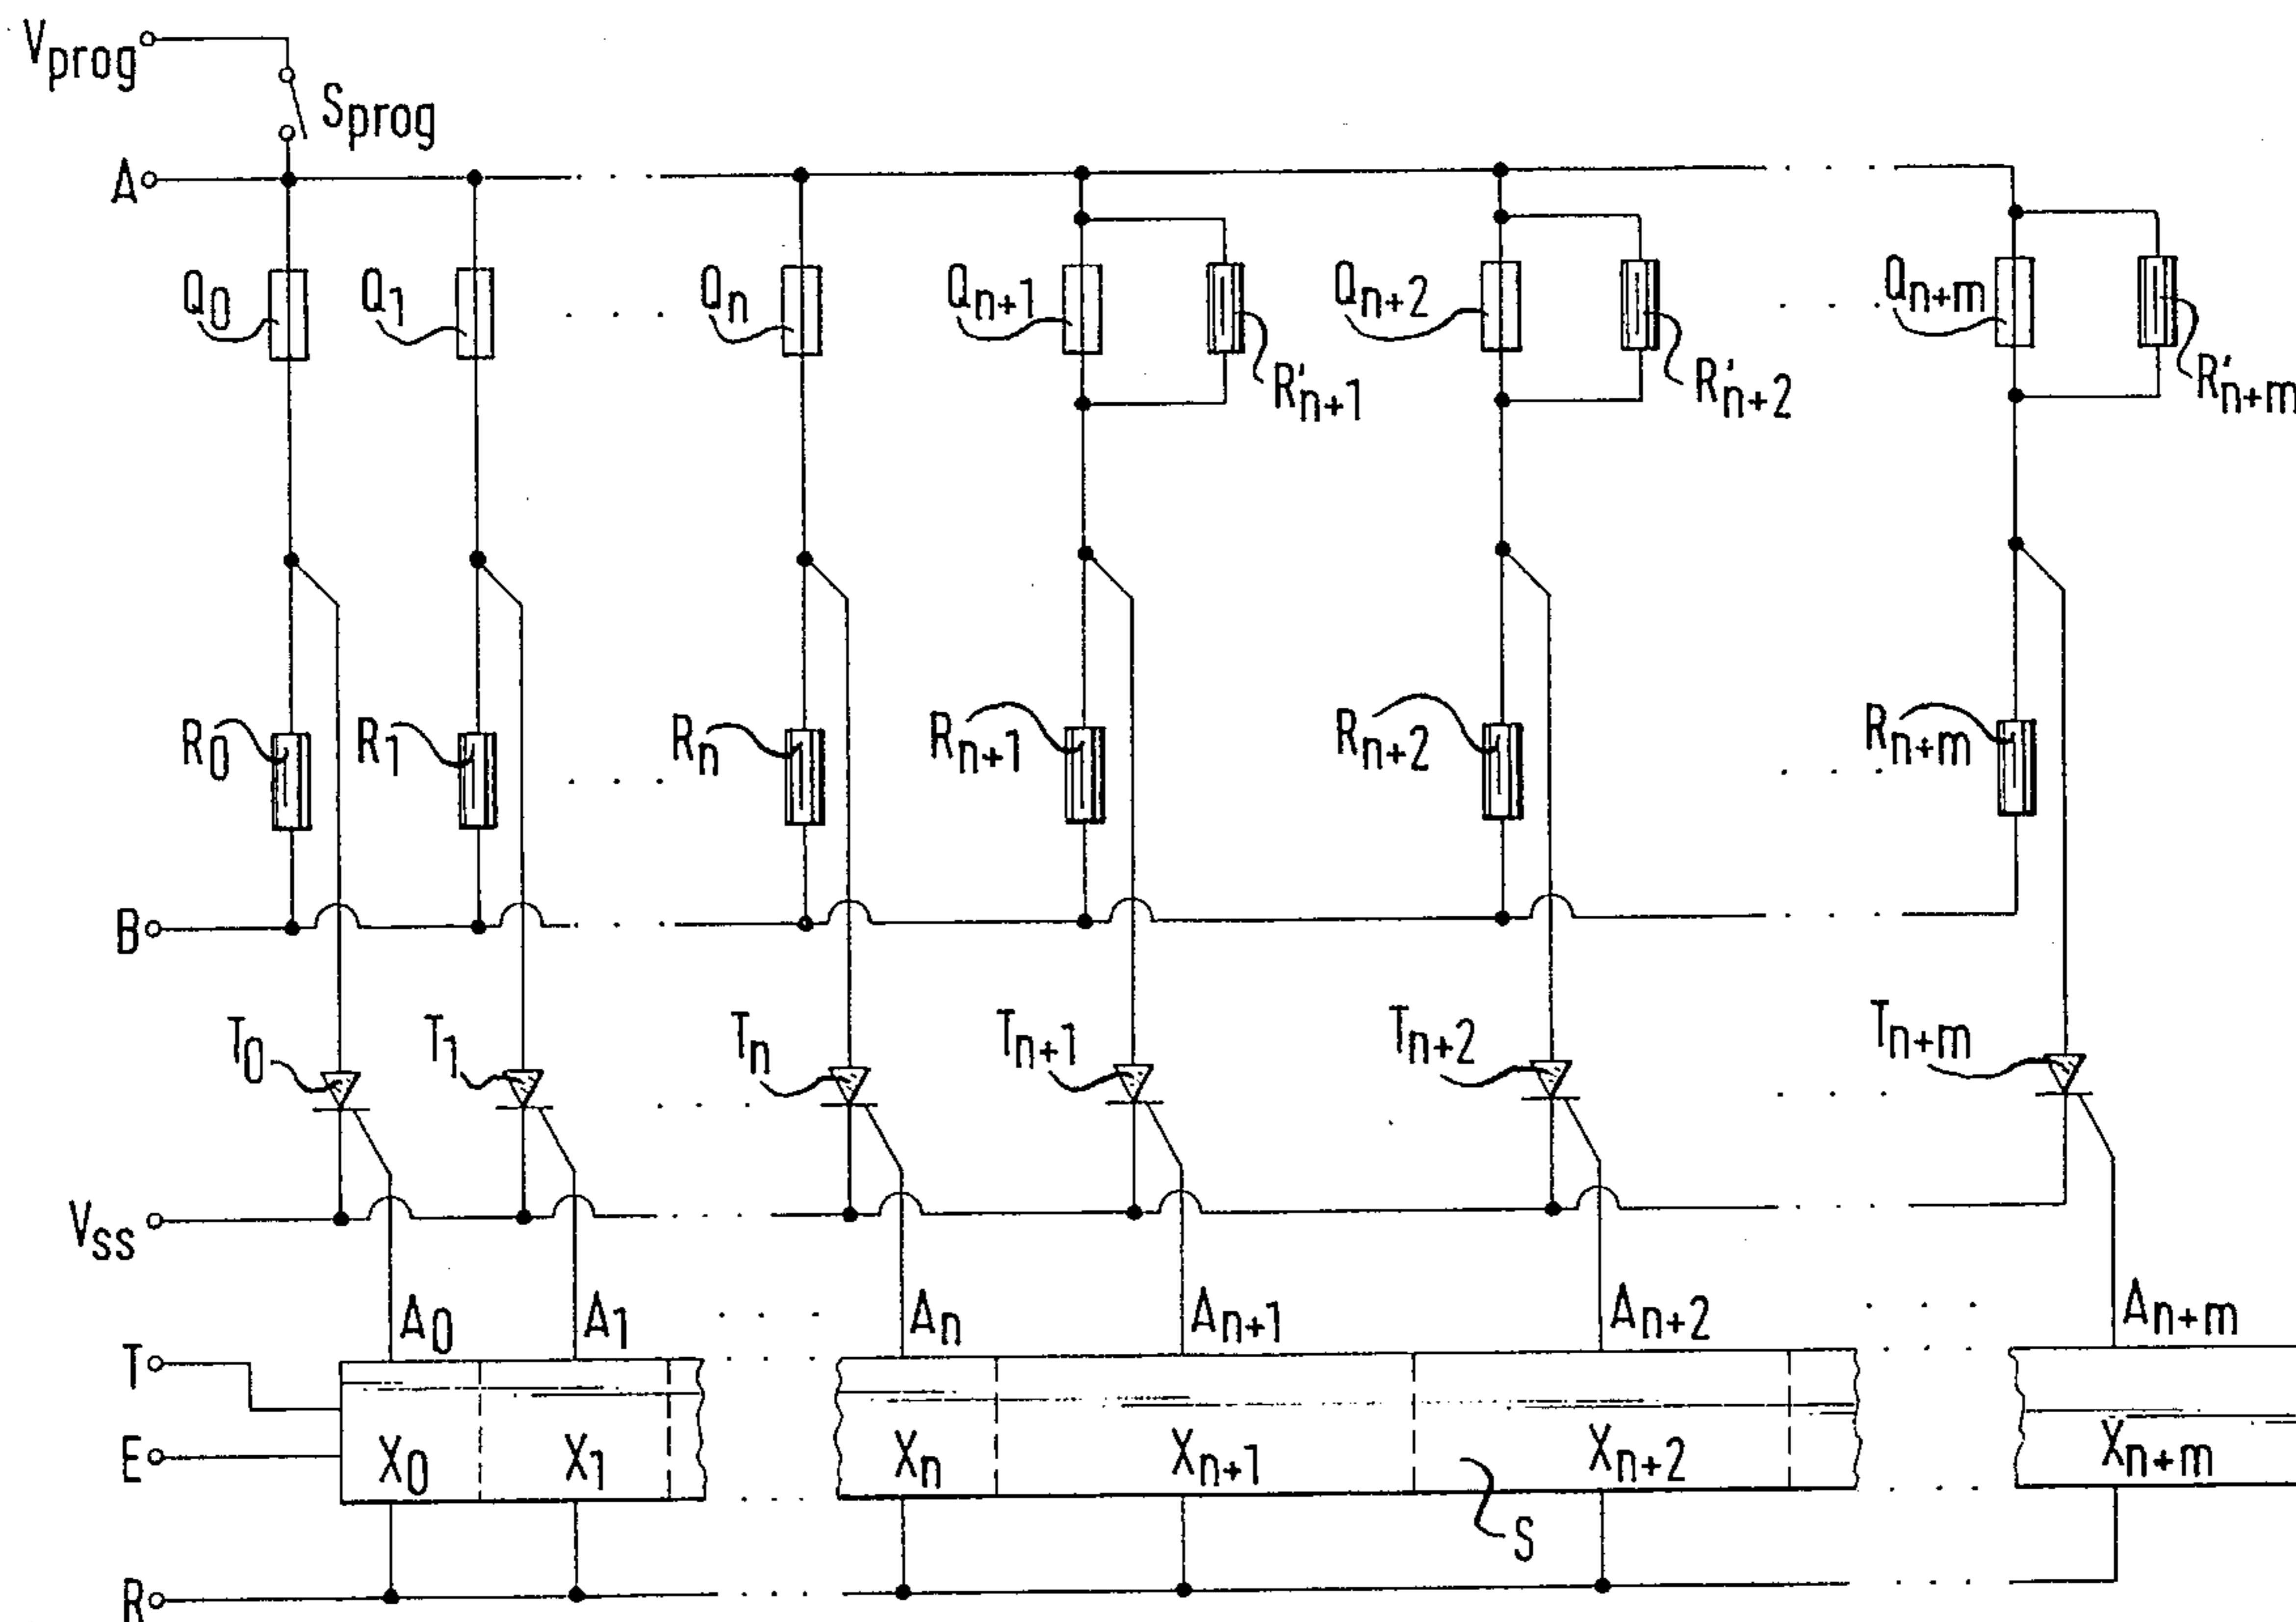 Vprog
Sprog
A
Q0 Q1 . . . Qn Qn+1 Qn+2 . . . Qn+m
R'n+1 R'n+2 R'n+m
R0 R1 . . . Rn Rn+1 Rn+2 . . . Rn+m
B
T0 T1 . . . Tn Tn+1 Tn+2 . . . Tn+m
Vss
A0 A1 . . . An An+1 An+2 . . . An+m
T
E
X0 X1 Xn Xn+1 Xn+2 Xn+m
S
R